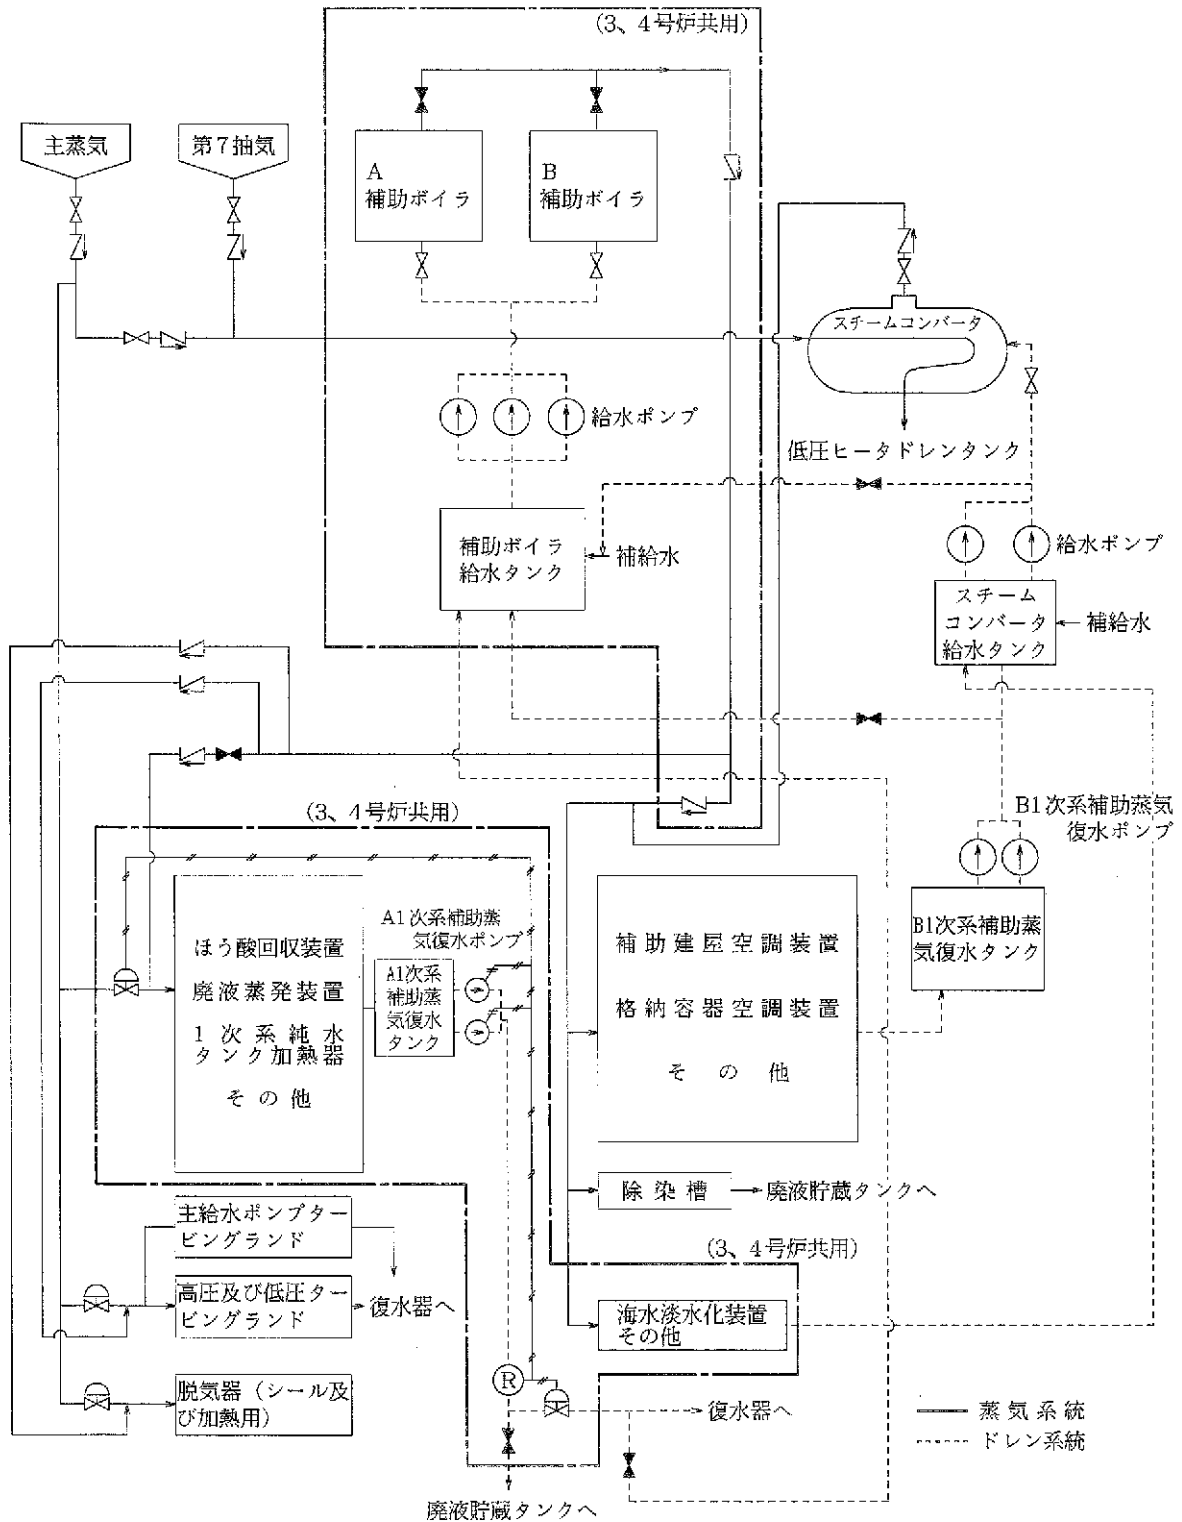 (3、4号炉共用)
主蒸気
第7抽気
A
補助ボイラ
B
補助ボイラ
スチームコンバータ
給水ポンプ
低圧ヒータドレンタンク
補助ボイラ
給水タンク
補給水
給水ポンプ
スチーム
コンバータ
給水タンク
補給水
(3、4号炉共用)
B1次系補助蒸気
復水ポンプ
A1次系補助蒸
気復水ポンプ
B1次系補助蒸
気復水タンク
ほう酸回収装置
廃液蒸発装置
1次系純水
タンク加熱器
その他
A1次系
補助蒸
気復水
タンク
補助建屋空調装置
格納容器空調装置
その他
除染槽
廃液貯蔵タンクへ
主給水ポンプター
ビングランド
(3、4号炉共用)
高圧及び低圧ター
ビングランド
復水器へ
海水淡水化装置
その他
脱気器(シール及
び加熱用)
R
復水器へ
蒸気系統
ドレン系統
廃液貯蔵タンクへ